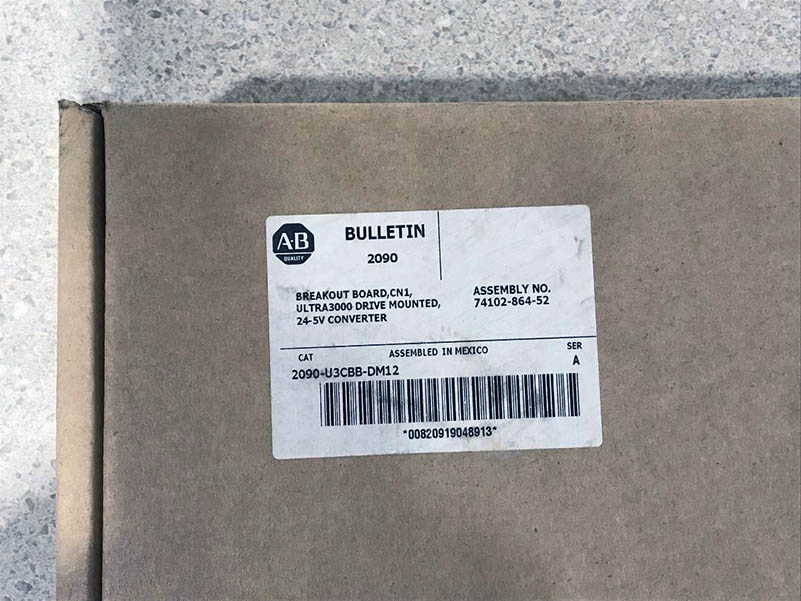 A-B
QUALITY
BULLETIN
2090
BREAKOUT BOARD,CN1,
ULTRA3000 DRIVE MOUNTED,
24-5V CONVERTER
ASSEMBLY NO.
74102-864-52
CAT
ASSEMBLED IN MEXICO
SER
2090-U3CBB-DM12
A
*00820919048913*